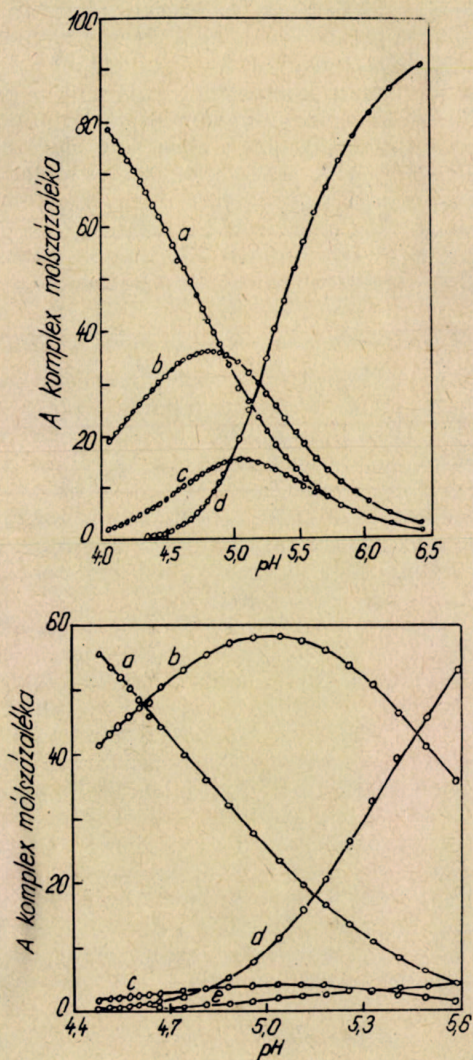 A komplex mólszázaléka
100
80
60
40
20
0
a
b
c
d
4,0 4,5 5,0 5,5 6,0 6,5
pH
A komplex mólszázaléka
60
40
20
0
a
b
c
d
e
4,4 4,7 5,0 5,3 5,6
pH